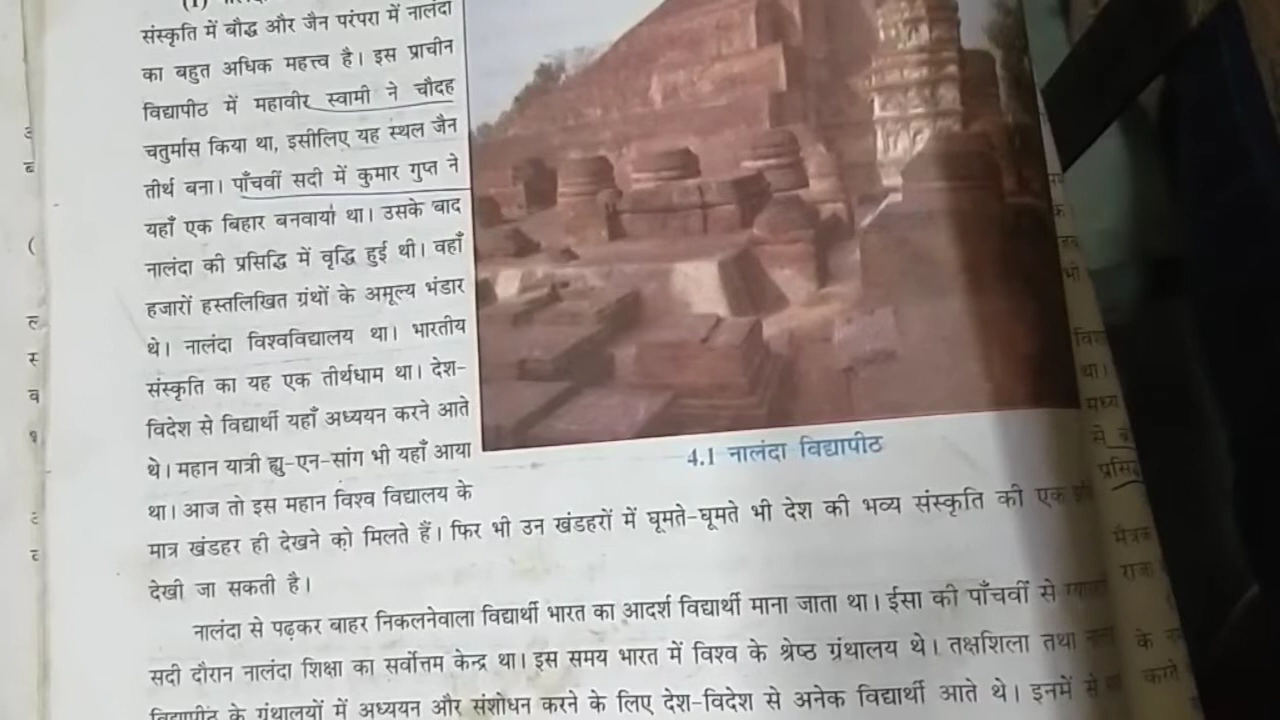 (1)
संस्कृति में बौद्ध और जैन परंपरा में नालंदा
का बहुत अधिक महत्त्व है। इस प्राचीन
विद्यापीठ में महावीर स्वामी ने चौदह
चतुर्मास किया था, इसीलिए यह स्थल जैन
तीर्थ बना। पाँचवीं सदी में कुमार गुप्त ने
यहाँ एक बिहार बनवाया था। उसके बाद
नालंदा की प्रसिद्धि में वृद्धि हुई थी। वहाँ
हजारों हस्तलिखित ग्रंथों के अमूल्य भंडार
थे। नालंदा विश्वविद्यालय था। भारतीय
संस्कृति का यह एक तीर्थधाम था। देश-
विदेश से विद्यार्थी यहाँ अध्ययन करने आते
थे। महान यात्री ह्यु-एन-सांग भी यहाँ आया
था। आज तो इस महान विश्व विद्यालय के
4.1 नालंदा विद्यापीठ
मात्र खंडहर ही देखने को मिलते हैं। फिर भी उन खंडहरों में घूमते-घूमते भी देश की भव्य संस्कृति की एक
देखी जा सकती है।
नालंदा से पढ़कर बाहर निकलनेवाला विद्यार्थी भारत का आदर्श विद्यार्थी माना जाता था। ईसा की पाँचवीं से
सदी दौरान नालंदा शिक्षा का सर्वोत्तम केन्द्र था। इस समय भारत में विश्व के श्रेष्ठ ग्रंथालय थे। तक्षशिला तथा
विद्यापीठ के ग्रंथालयों में अध्ययन और संशोधन करने के लिए देश-विदेश से अनेक विद्यार्थी आते थे। इनमें से
था।
मध्य
राजा
के
करते